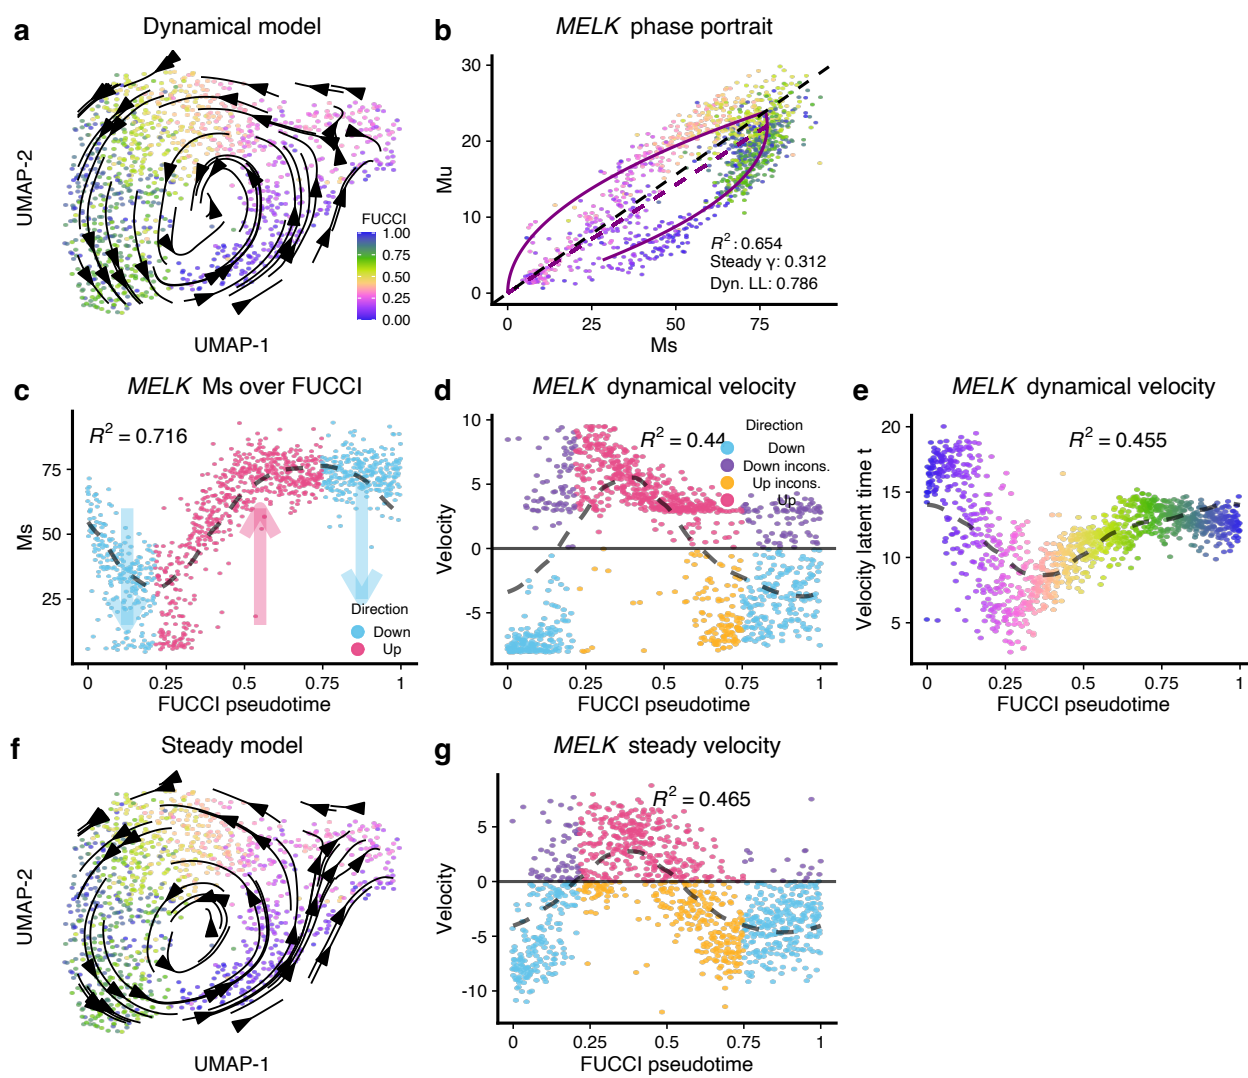 a
Dynamical model
UMAP-2
UMAP-1
FUCCI
1.00
0.75
0.50
0.25
0.00
b
MELK phase portrait
Mu
30
20
10
0
R²: 0.654
Steady γ: 0.312
Dyn. LL: 0.786
0
25
50
75
Ms
c
MELK Ms over FUCCI
Ms
75
50
25
R² = 0.716
Direction
Down
Up
0
0.25
0.5
0.75
1
FUCCI pseudotime
d
MELK dynamical velocity
Velocity
10
5
0
-5
R² = 0.44
Direction
Down
Down incons.
Up incons.
Up
0
0.25
0.5
0.75
1
FUCCI pseudotime
e
MELK dynamical velocity
Velocity latent time t
20
15
10
5
R² = 0.455
0
0.25
0.5
0.75
1
FUCCI pseudotime
f
Steady model
UMAP-2
UMAP-1
g
MELK steady velocity
Velocity
5
0
-5
-10
R² = 0.465
0
0.25
0.5
0.75
1
FUCCI pseudotime